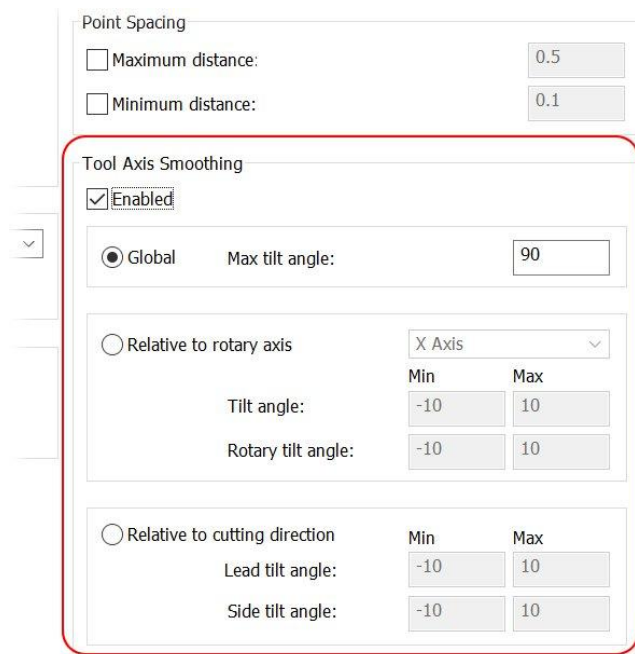 Point Spacing
Maximum distance: 0.5
Minimum distance: 0.1
Tool Axis Smoothing
Enabled
Global Max tilt angle: 90
Relative to rotary axis X Axis
Min Max
Tilt angle: -10 10
Rotary tilt angle: -10 10
Relative to cutting direction Min Max
Lead tilt angle: -10 10
Side tilt angle: -10 10